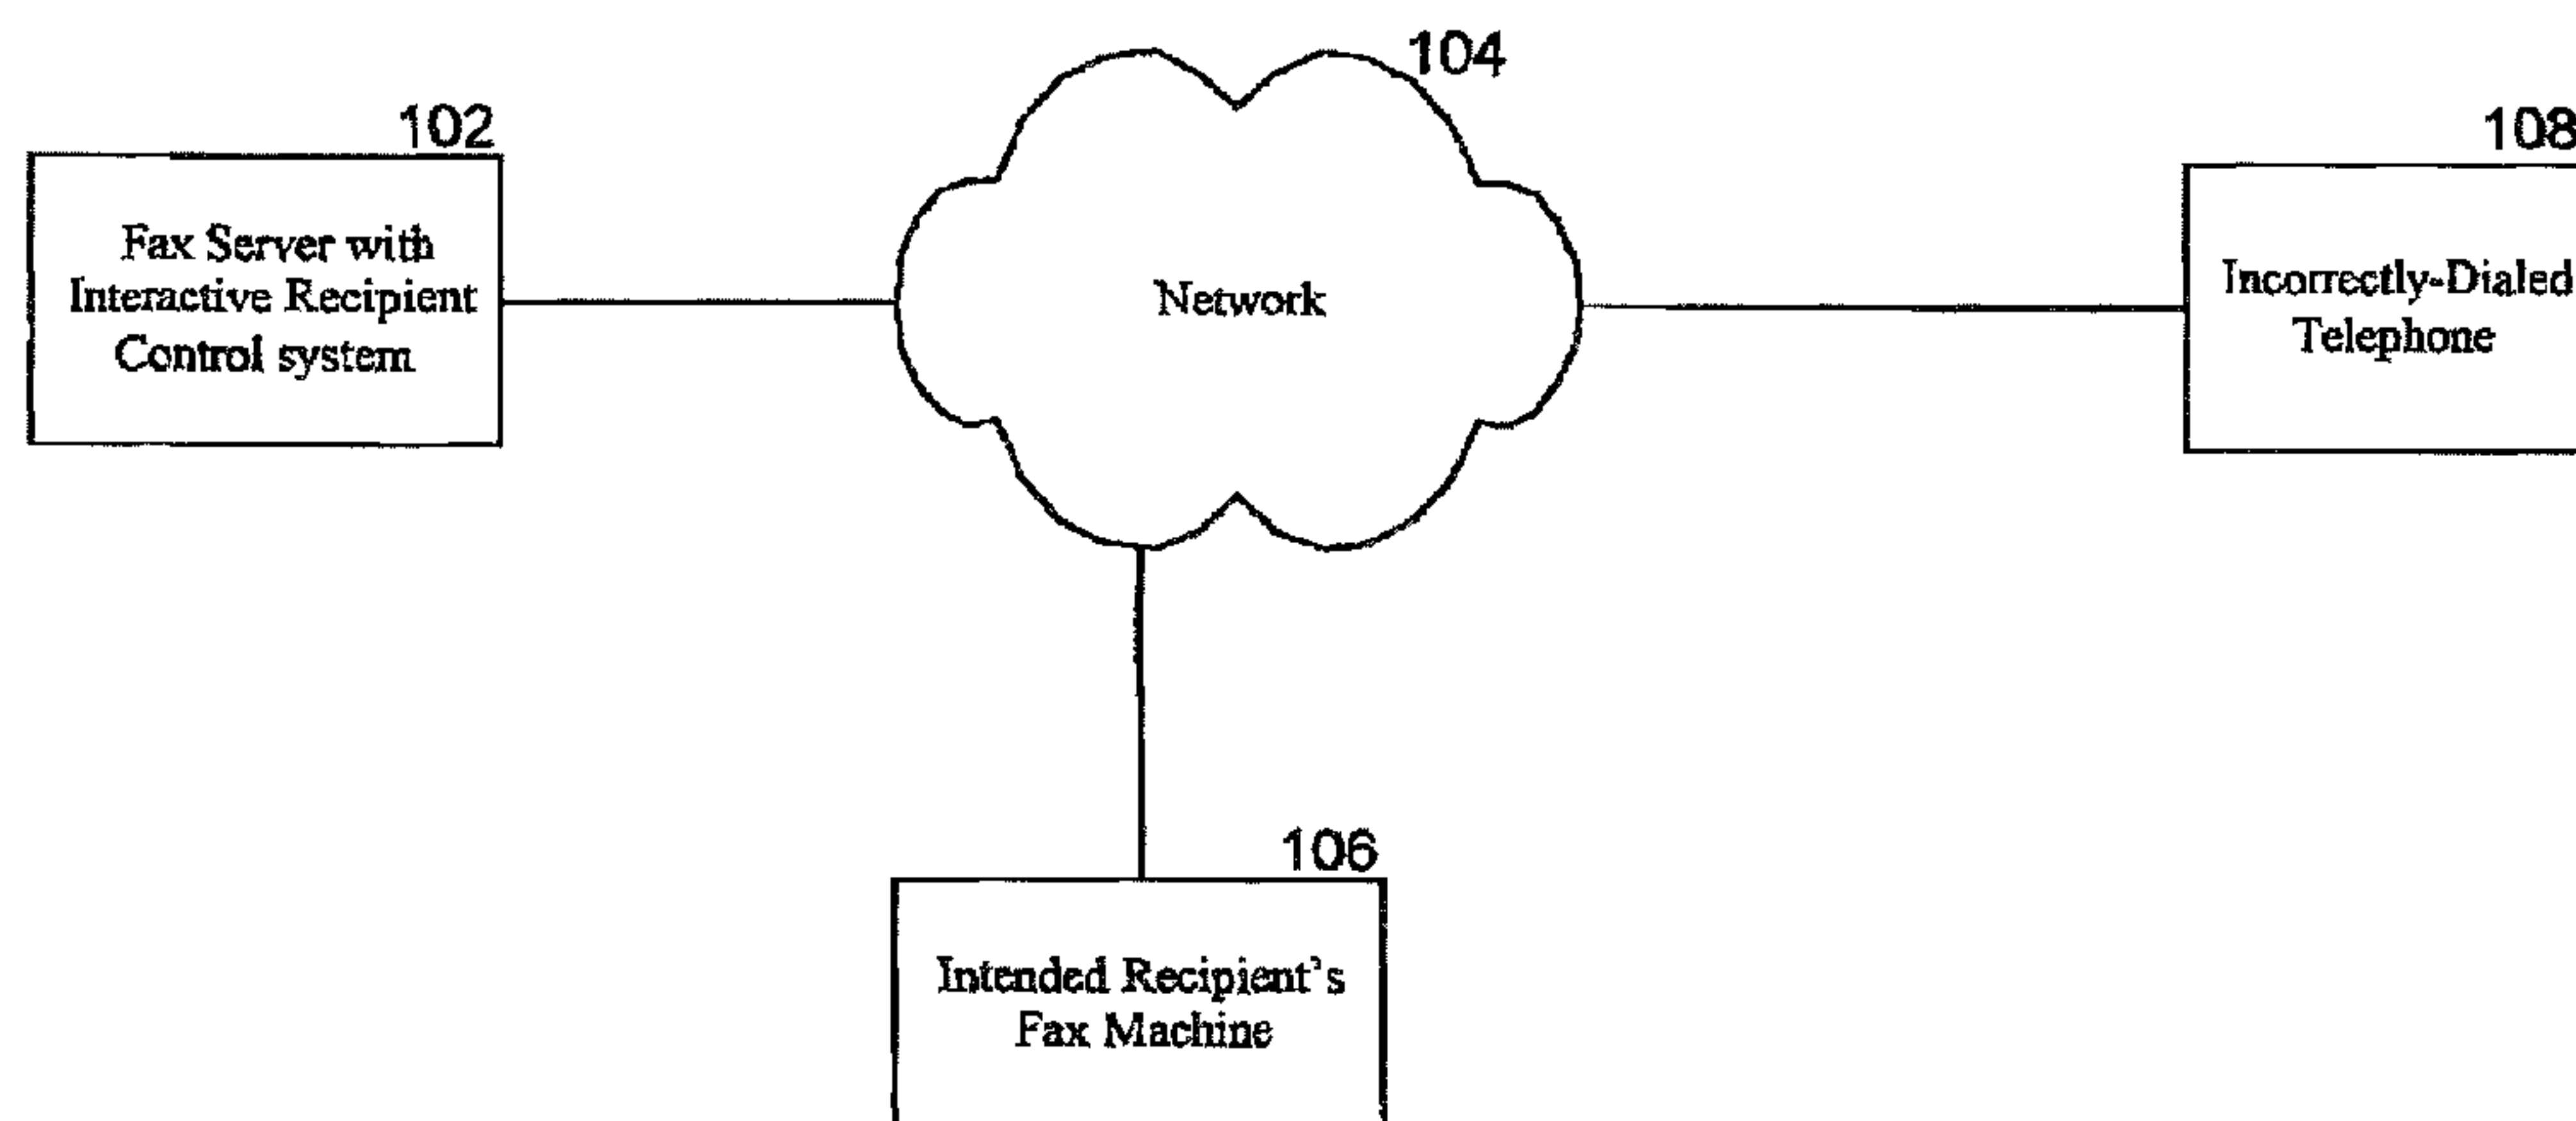 104
102
108
Fax Server with
Interactive Recipient
Control system
Network
Incorrectly-Dialed
Telephone
106
Intended Recipient's
Fax Machine